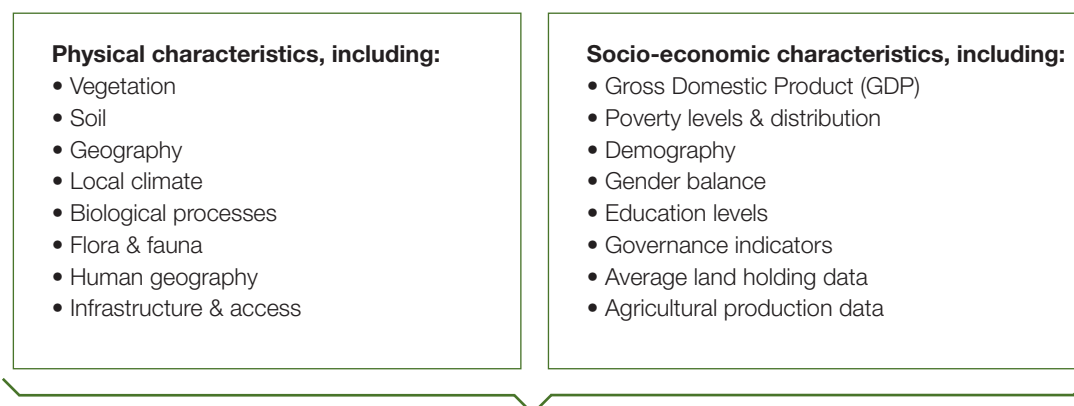 Physical characteristics, including:
• Vegetation
• Soil
• Geography
• Local climate
• Biological processes
• Flora & fauna
• Human geography
• Infrastructure & access
Socio-economic characteristics, including:
• Gross Domestic Product (GDP)
• Poverty levels & distribution
• Demography
• Gender balance
• Education levels
• Governance indicators
• Average land holding data
• Agricultural production data